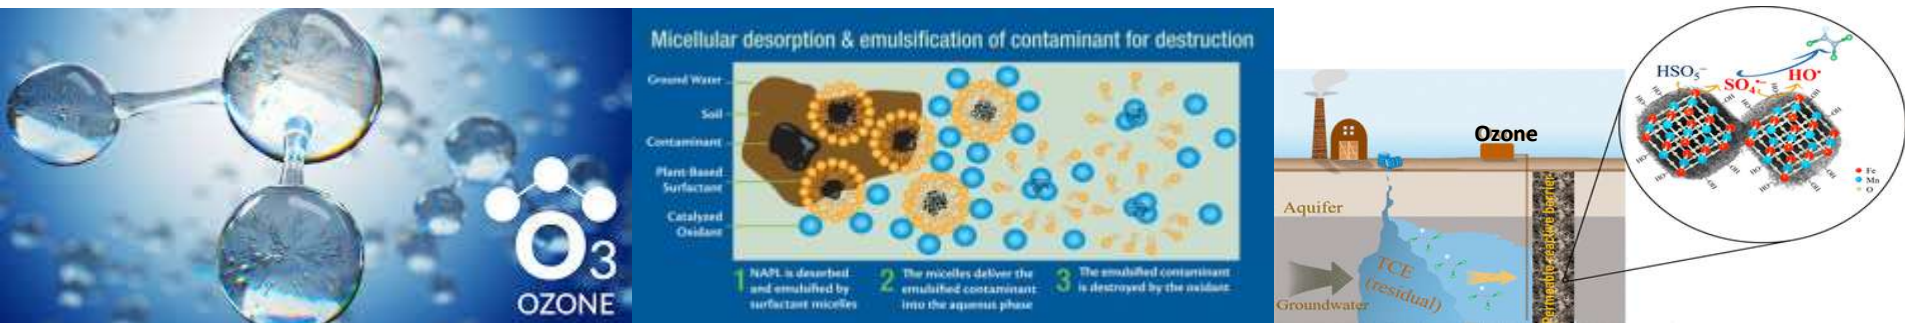 O3
OZONE
Micellular desorption & emulsification of contaminant for destruction
Ground Water
Soil
Contaminant
Plant-Based
Surfactant
Catalyzed
Oxidant
1 NAPL is desorbed
and emulsified by
surfactant micelles
2 The micelles deliver the
emulsified contaminant
into the aqueous phase
3 The emulsified contaminant
is destroyed by the oxidant
Ozone
Aquifer
TCE
(residual)
Groundwater
Permeable reactive barrier
HSO5−
SO4•−
HO•
Fe
Mn
O